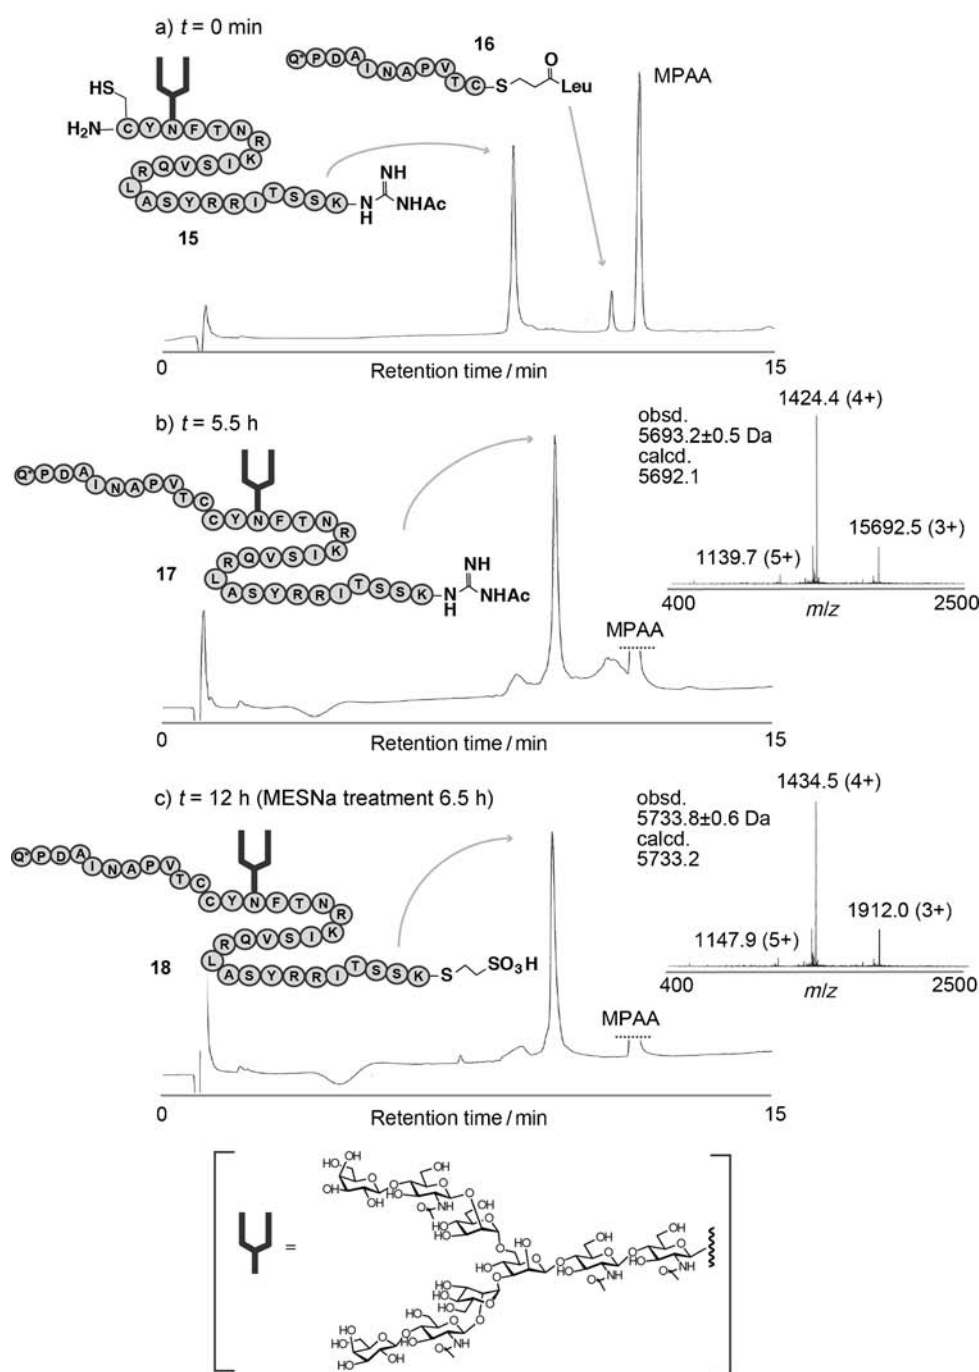 a) t = 0 min
16
Q* P D A I N A P V T C S O Leu
MPAA
HS
H₂N C Y N F T N R
K I S V Q R
L A S Y R R I T S S K N H NH NHAc
15
0 15
Retention time / min
b) t = 5.5 h
obsd.
5693.2±0.5 Da
calcd.
5692.1
1424.4 (4+)
15692.5 (3+)
1139.7 (5+)
400 2500
m/z
Q* P D A I N A P V T C
C Y N F T N R
K I S V Q R
17
L A S Y R R I T S S K N H NH NHAc
MPAA
0 15
Retention time / min
c) t = 12 h (MESNa treatment 6.5 h)
obsd.
5733.8±0.6 Da
calcd.
5733.2
1434.5 (4+)
1912.0 (3+)
1147.9 (5+)
400 2500
m/z
Q* P D A I N A P V T C
C Y N F T N R
K I S V Q R
18
L A S Y R R I T S S K S SO₃H
MPAA
0 15
Retention time / min
=